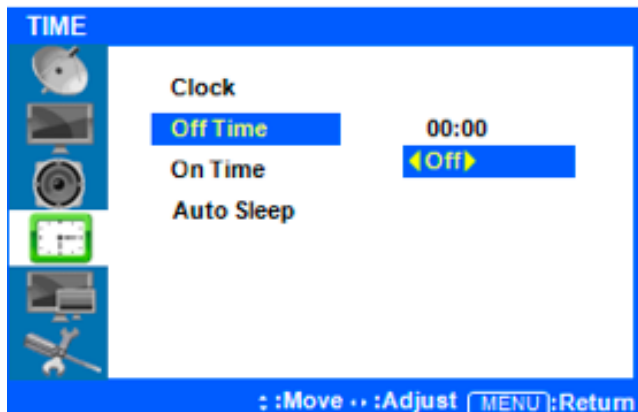 TIME
Clock
Off Time 00:00
On Time Off
Auto Sleep
:Move :Adjust MENU:Return